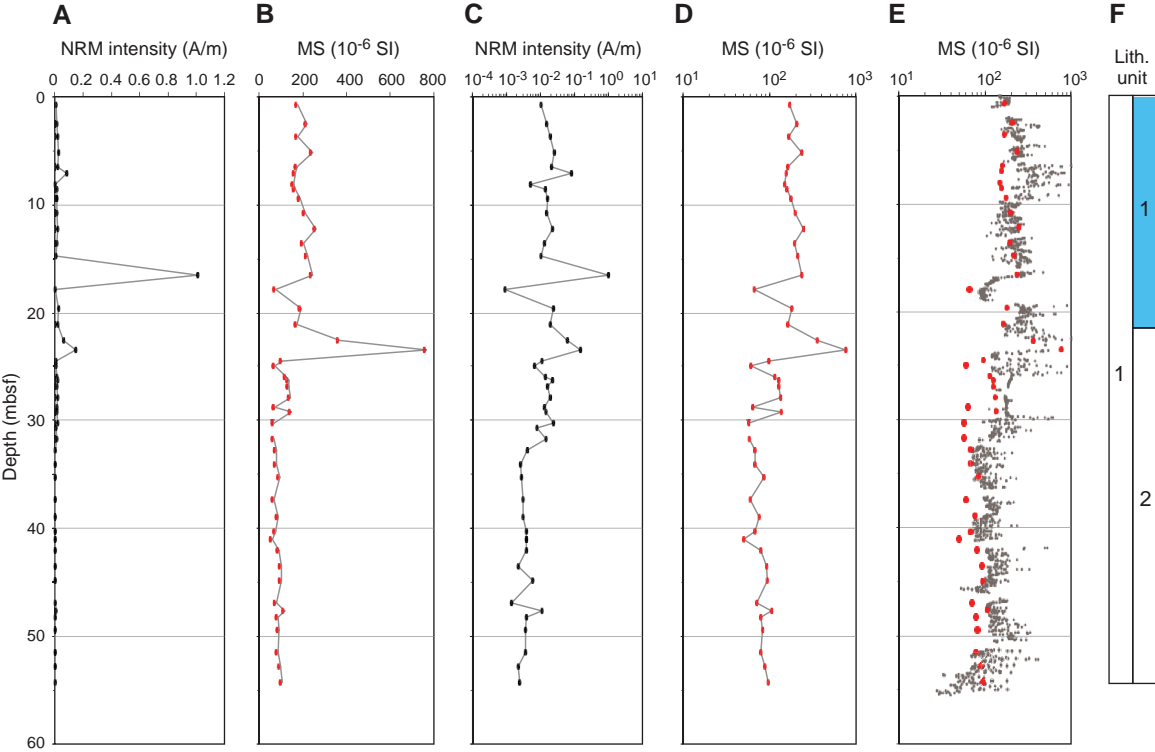 A B C D E F
NRM intensity (A/m) MS (10-6 SI) NRM intensity (A/m) MS (10-6 SI) MS (10-6 SI) Lith. unit
0 0.2 0.4 0.6 0.8 1.0 1.2 0 200 400 600 800 10-4 10-3 10-2 10-1 100 101 101 102 103 101 102 103
0
10
20
30
40
50
60
Depth (mbsf)
1
1
2